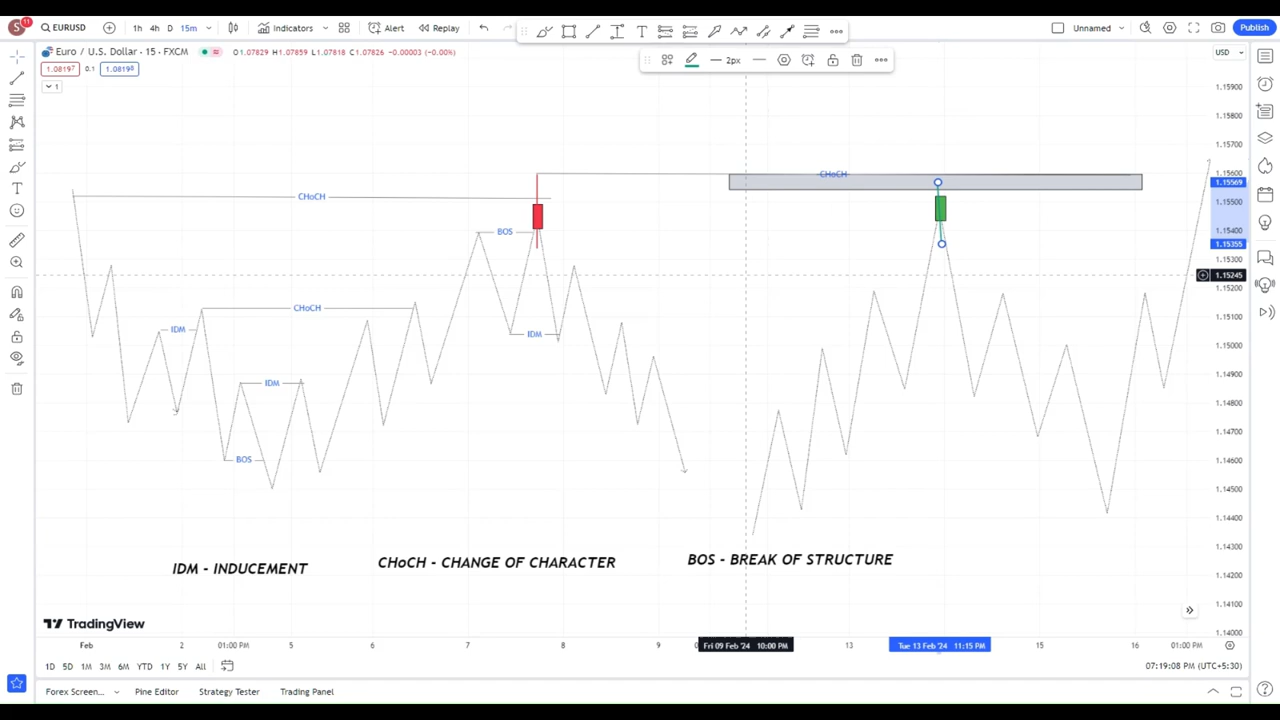 S 11 EURUSD 1h 4h D 15m Indicators Alert Replay Unnamed Publish
Euro / U.S. Dollar · 15 · FXCM O1.07829 H1.07859 L1.07818 C1.07826 -0.00003 (-0.00%)
2px
USD
1.08197 0.1 1.08198
1
1.15900
1.15800
1.15700
1.15600
1.15569
1.15500
1.15400
1.15355
1.15300
1.15245
1.15200
1.15100
1.15000
1.14900
1.14800
1.14700
1.14600
1.14500
1.14400
1.14300
1.14200
1.14100
1.14000
CHoCH
CHoCH
BOS
CHoCH
IDM
IDM
IDM
BOS
IDM - INDUCEMENT
CHoCH - CHANGE OF CHARACTER
BOS - BREAK OF STRUCTURE
TradingView
Feb 2 01:00 PM 5 6 7 8 9 Fri 09 Feb '24 10:00 PM 13 Tue 13 Feb '24 11:15 PM 15 16 01:00 PM
1D 5D 1M 3M 6M YTD 1Y 5Y All 07:19:08 PM (UTC+5:30)
Forex Screen... Pine Editor Strategy Tester Trading Panel